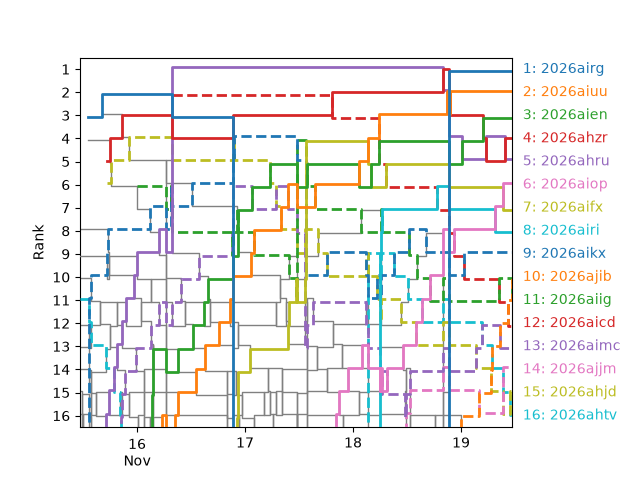 1
2
3
4
5
6
7
8
9
10
11
12
13
14
15
16
Rank
16
17
18
19
Nov
1: 2026airg
2: 2026aiuu
3: 2026aien
4: 2026ahzr
5: 2026ahru
6: 2026aiop
7: 2026aifx
8: 2026airi
9: 2026aikx
10: 2026ajib
11: 2026aiig
12: 2026aicd
13: 2026aimc
14: 2026ajjm
15: 2026ahjd
16: 2026ahtv